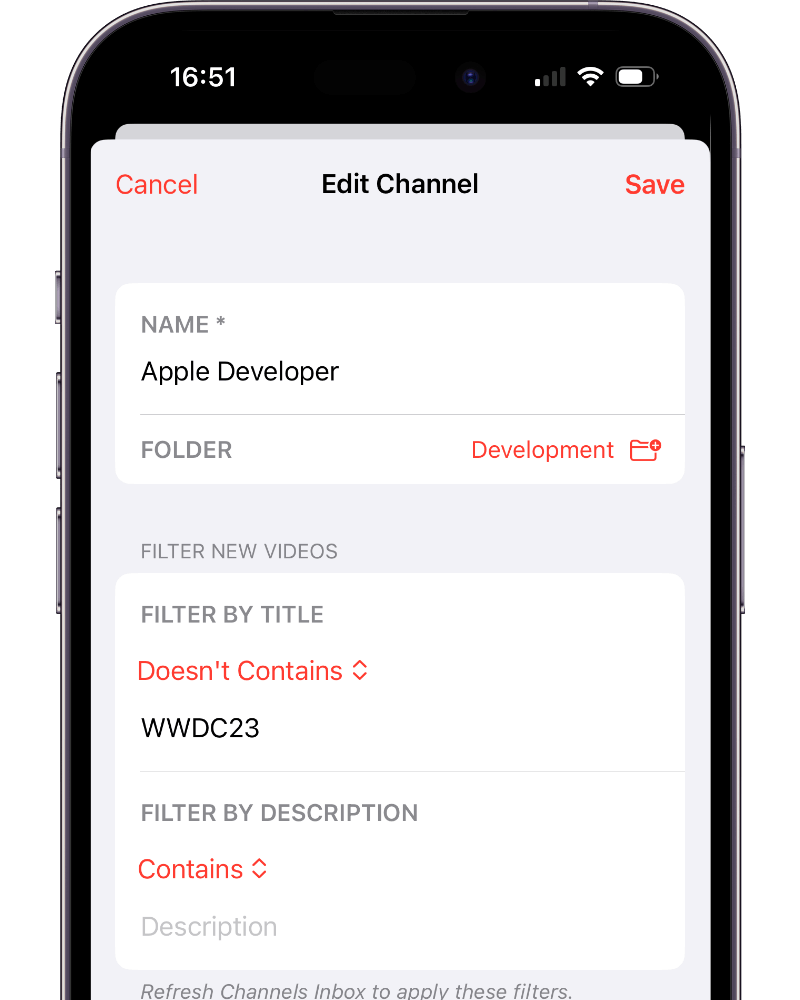 16:51
Cancel Edit Channel Save
NAME *
Apple Developer
FOLDER Development
FILTER NEW VIDEOS
FILTER BY TITLE
Doesn't Contains
WWDC23
FILTER BY DESCRIPTION
Contains
Description
Refresh Channels Inbox to apply these filters.